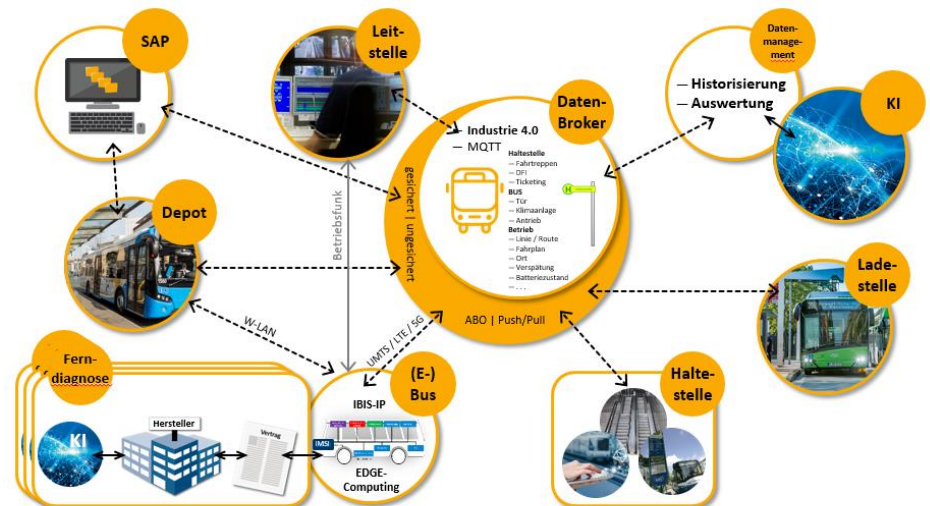 SAP
Leit-
stelle
Daten-
manage-
ment
— Historisierung
— Auswertung
KI
Daten-
Broker
— Industrie 4.0
— MQTT
Haltestelle
— Fahrtreppen
— DFI
— Ticketing
BUS
— Tür
— Klimaanlage
— Antrieb
Betrieb
— Linie / Route
— Fahrplan
— Ort
— Verspätung
— Batteriezustand
— . . .
H
gesichert | ungesichert
ABO | Push/Pull
Betriebsfunk
Depot
W-LAN
UMTS / LTE / 5G
Lade-
stelle
Halte-
stelle
Fern-
diagnose
KI
Hersteller
Vertrag
(E-)
Bus
IBIS-IP
IMSI
EDGE-
Computing